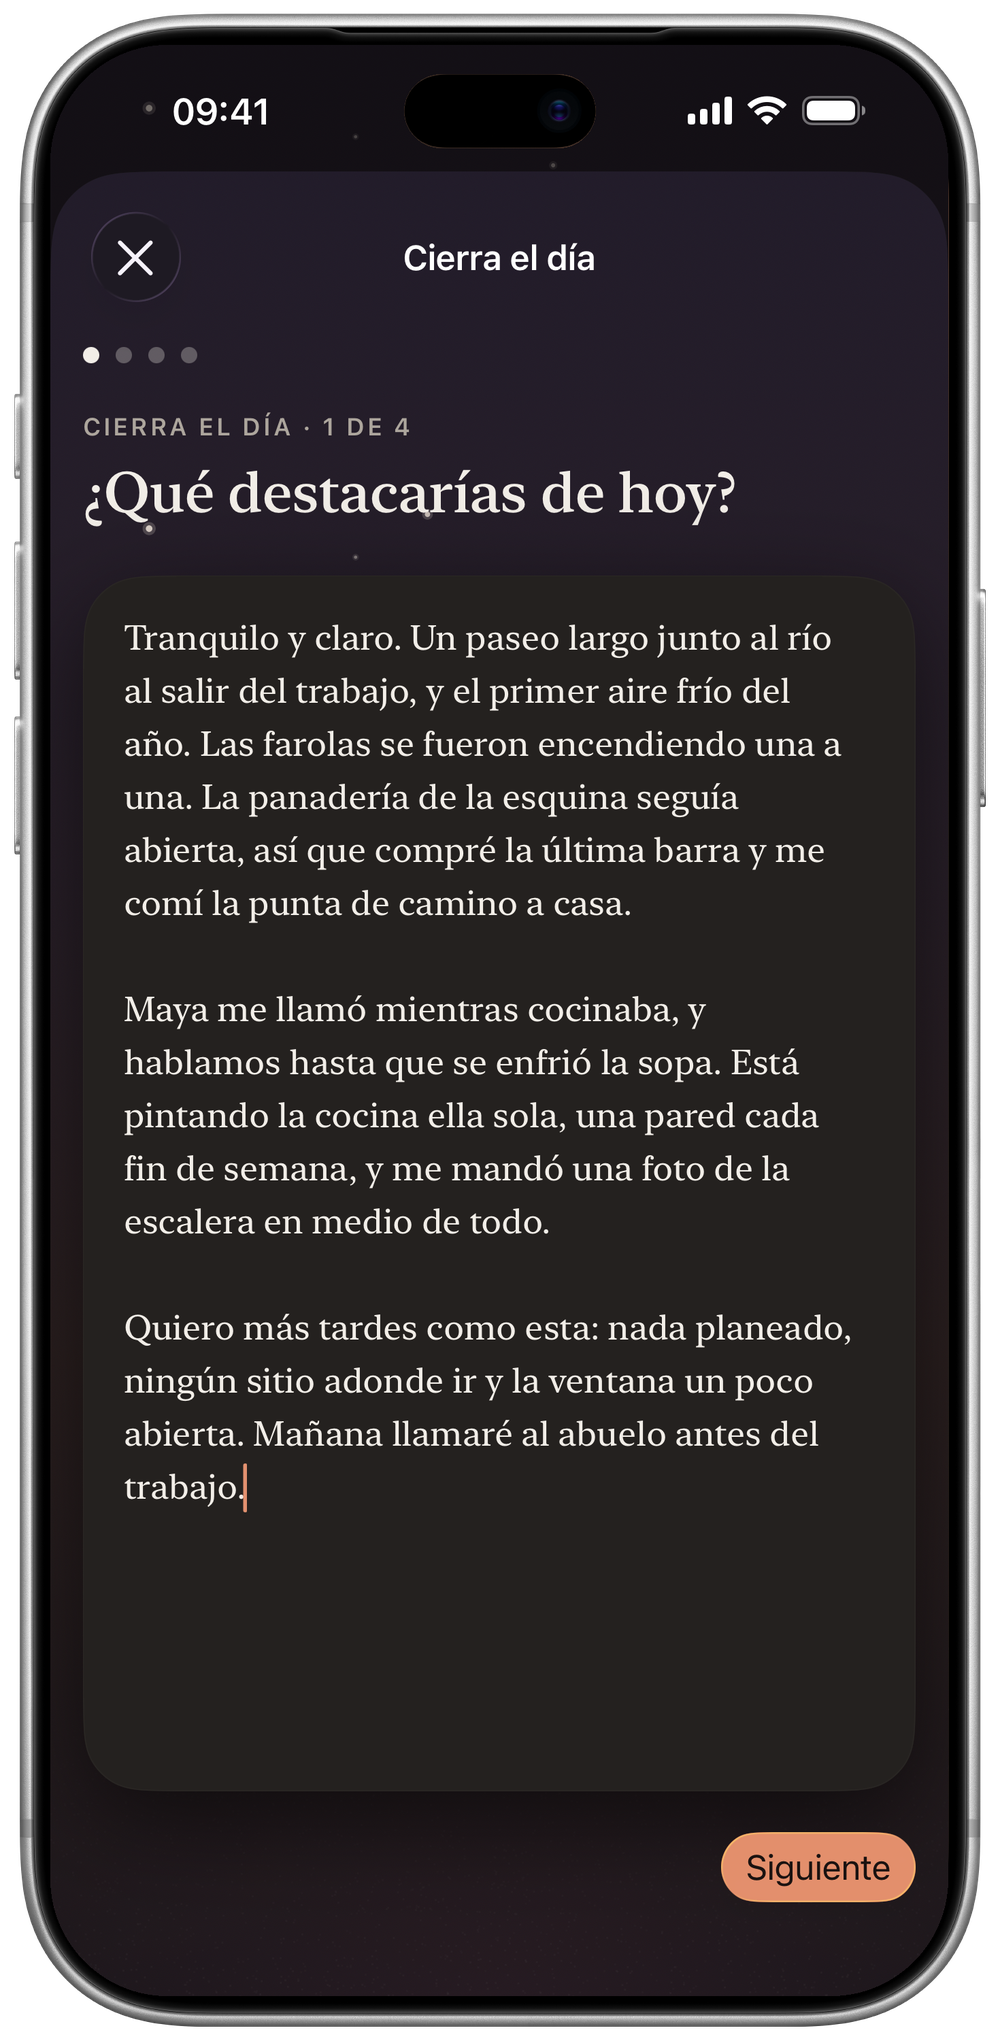 09:41
Cierra el día
CIERRA EL DÍA · 1 DE 4
¿Qué destacarías de hoy?
Tranquilo y claro. Un paseo largo junto al río
al salir del trabajo, y el primer aire frío del
año. Las farolas se fueron encendiendo una a
una. La panadería de la esquina seguía
abierta, así que compré la última barra y me
comí la punta de camino a casa.
Maya me llamó mientras cocinaba, y
hablamos hasta que se enfrió la sopa. Está
pintando la cocina ella sola, una pared cada
fin de semana, y me mandó una foto de la
escalera en medio de todo.
Quiero más tardes como esta: nada planeado,
ningún sitio adonde ir y la ventana un poco
abierta. Mañana llamaré al abuelo antes del
trabajo.
Siguiente